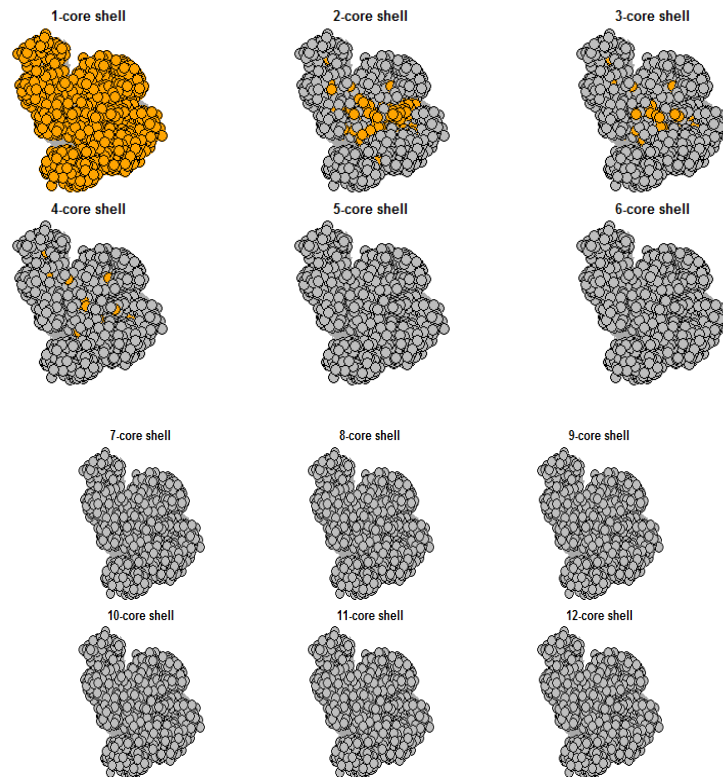 1-core shell
2-core shell
3-core shell
4-core shell
5-core shell
6-core shell
7-core shell
8-core shell
9-core shell
10-core shell
11-core shell
12-core shell